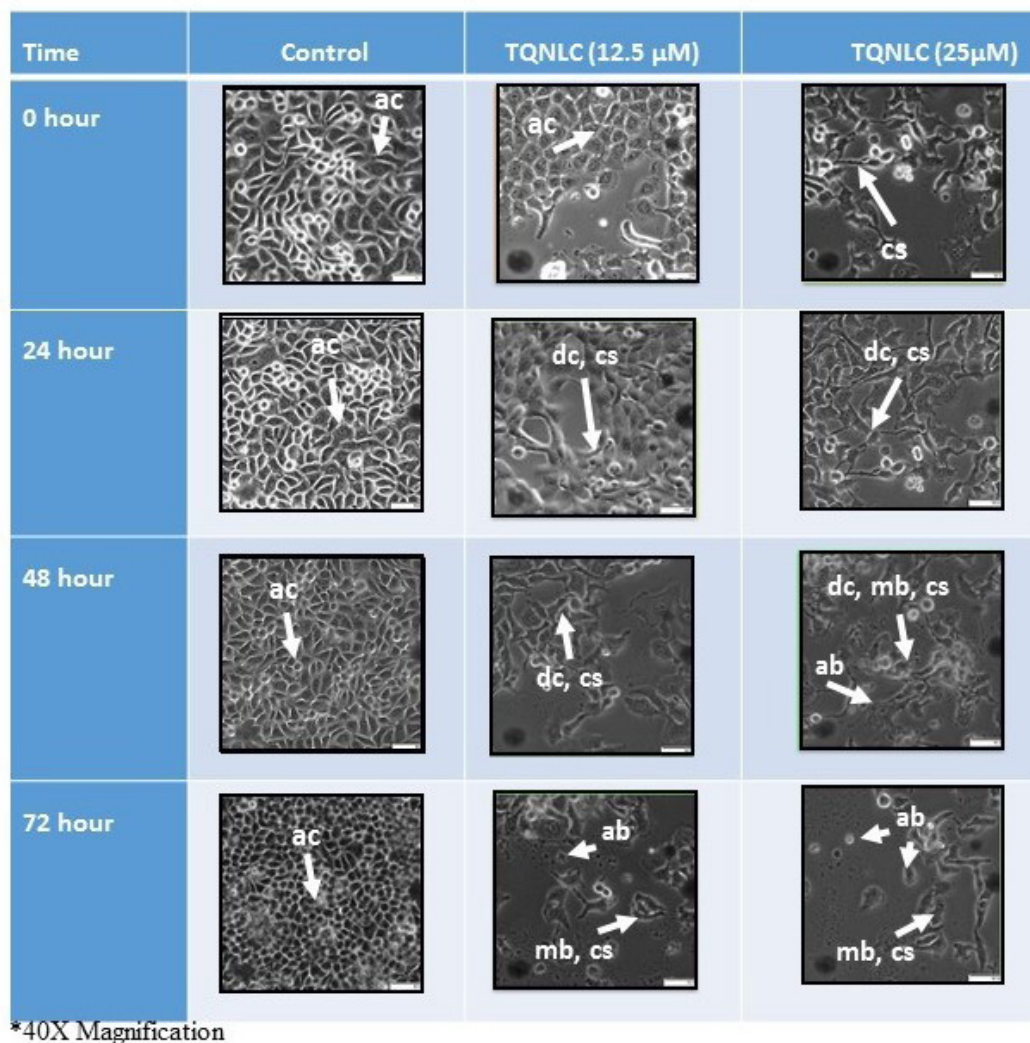 Time Control TQNLC (12.5 µM) TQNLC (25µM)
0 hour
ac
ac
cs
24 hour
ac
dc, cs
dc, cs
48 hour
ac
dc, cs
dc, mb, cs
ab
72 hour
ac
ab
mb, cs
ab
mb, cs
*40X Magnification